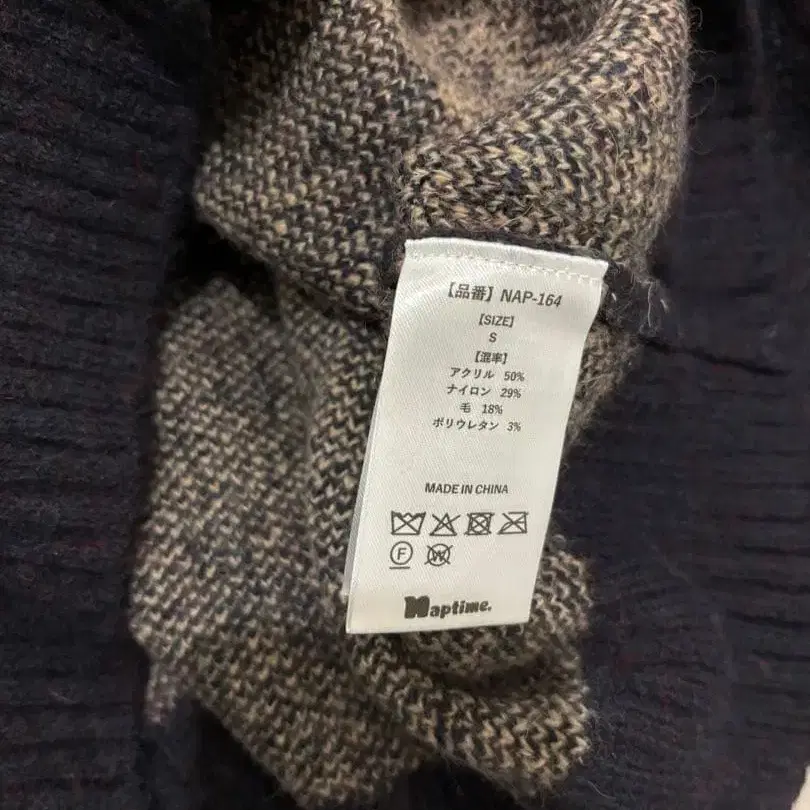 【品番】 NAP-164
【SIZE】
S
【混率】
アクリル 50%
ナイロン 29%
毛 18%
ポリウレタン 3%
MADE IN CHINA
F W
Naptime.